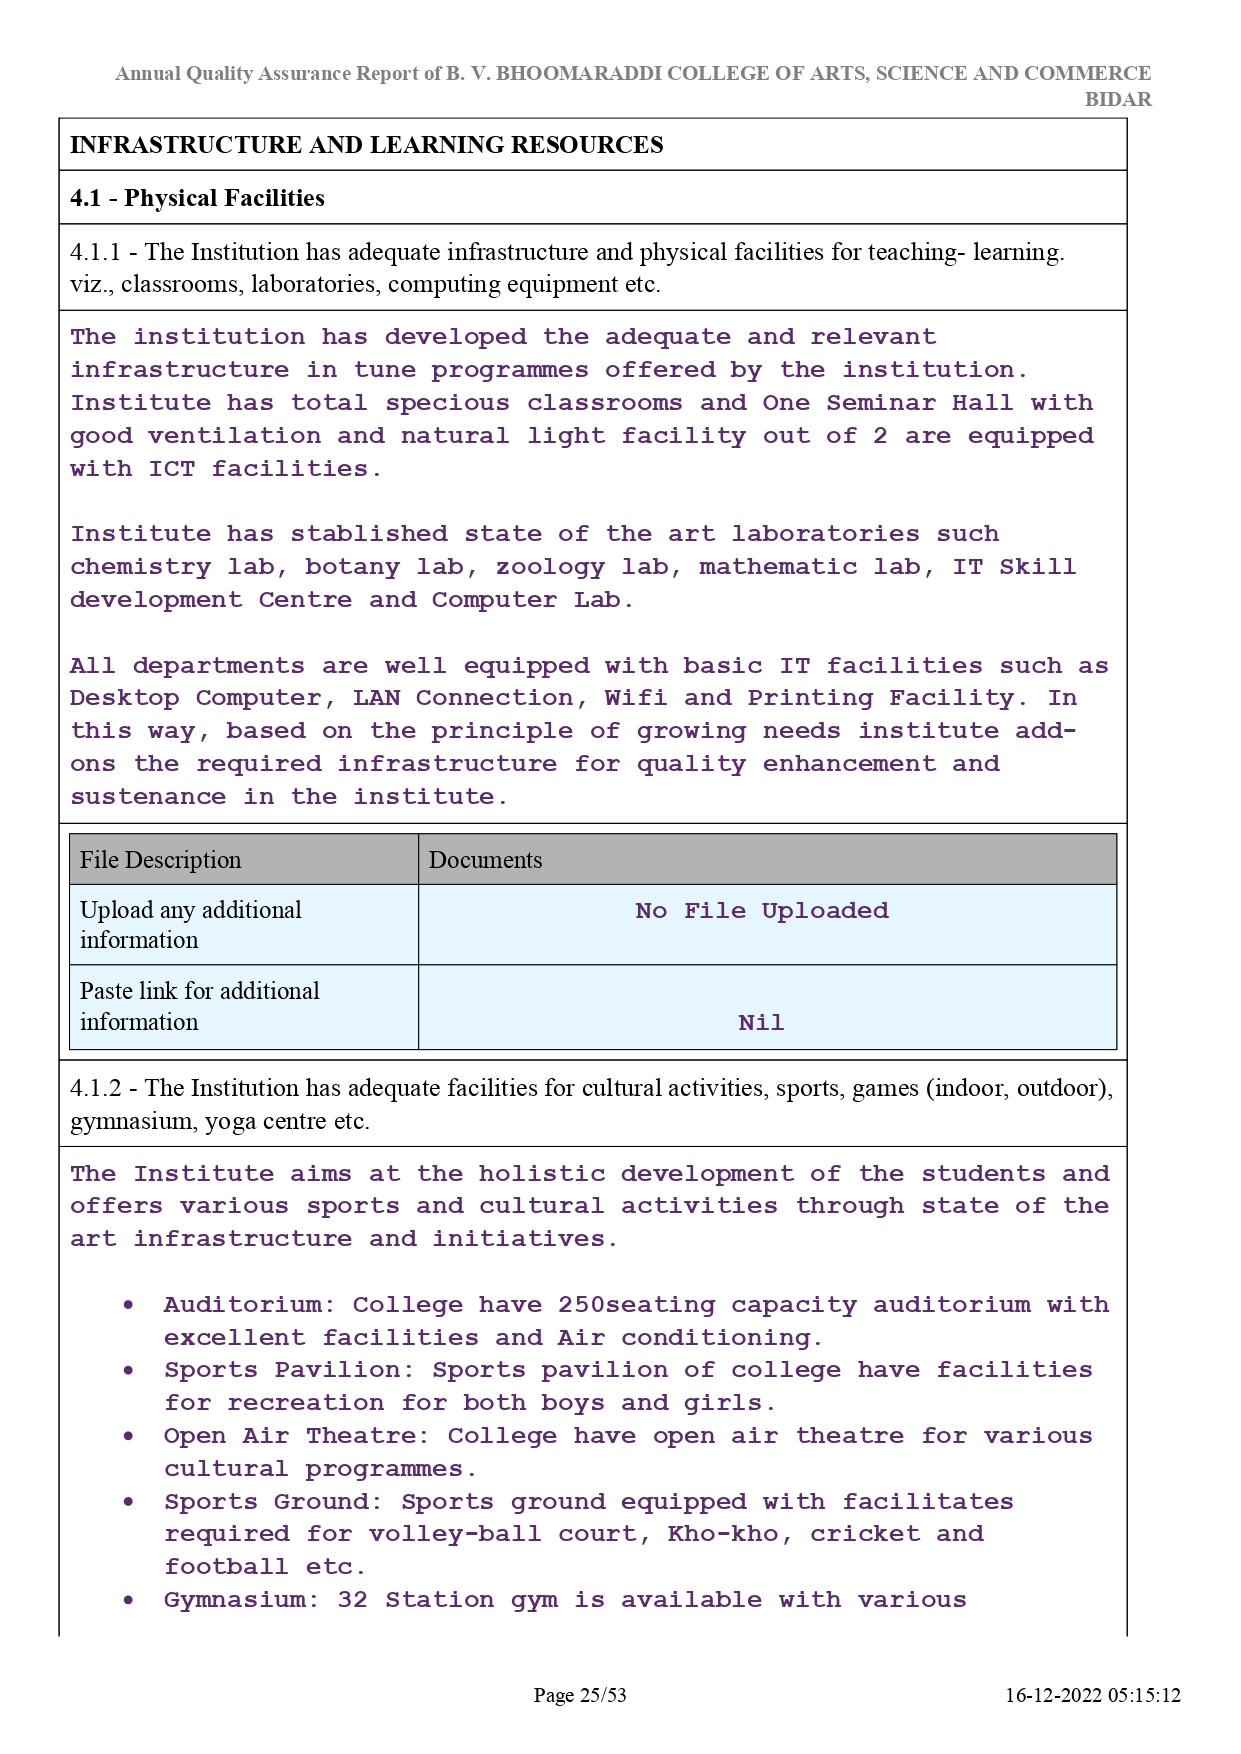 Annual Quality Assurance Report of B. V. BHOOMARADDI COLLEGE OF ARTS, SCIENCE AND COMMERCE
BIDAR
INFRASTRUCTURE AND LEARNING RESOURCES
4.1 - Physical Facilities
4.1.1 - The Institution has adequate infrastructure and physical facilities for teaching- learning.
viz., classrooms, laboratories, computing equipment etc.
The institution has developed the adequate and relevant
infrastructure in tune programmes offered by the institution.
Institute has total specious classrooms and One Seminar Hall with
good ventilation and natural light facility out of 2 are equipped
with ICT facilities.
Institute has stablished state of the art laboratories such
chemistry lab, botany lab, zoology lab, mathematic lab, IT Skill
development Centre and Computer Lab.
All departments are well equipped with basic IT facilities such as
Desktop Computer, LAN Connection, Wifi and Printing Facility. In
this way, based on the principle of growing needs institute add-
ons the required infrastructure for quality enhancement and
sustenance in the institute.
File Description Documents
Upload any additional No File Uploaded
information
Paste link for additional
information Nil
4.1.2 - The Institution has adequate facilities for cultural activities, sports, games (indoor, outdoor),
gymnasium, yoga centre etc.
The Institute aims at the holistic development of the students and
offers various sports and cultural activities through state of the
art infrastructure and initiatives.
• Auditorium: College have 250seating capacity auditorium with
excellent facilities and Air conditioning.
• Sports Pavilion: Sports pavilion of college have facilities
for recreation for both boys and girls.
• Open Air Theatre: College have open air theatre for various
cultural programmes.
• Sports Ground: Sports ground equipped with facilitates
required for volley-ball court, Kho-kho, cricket and
football etc.
• Gymnasium: 32 Station gym is available with various
Page 25/53 16-12-2022 05:15:12